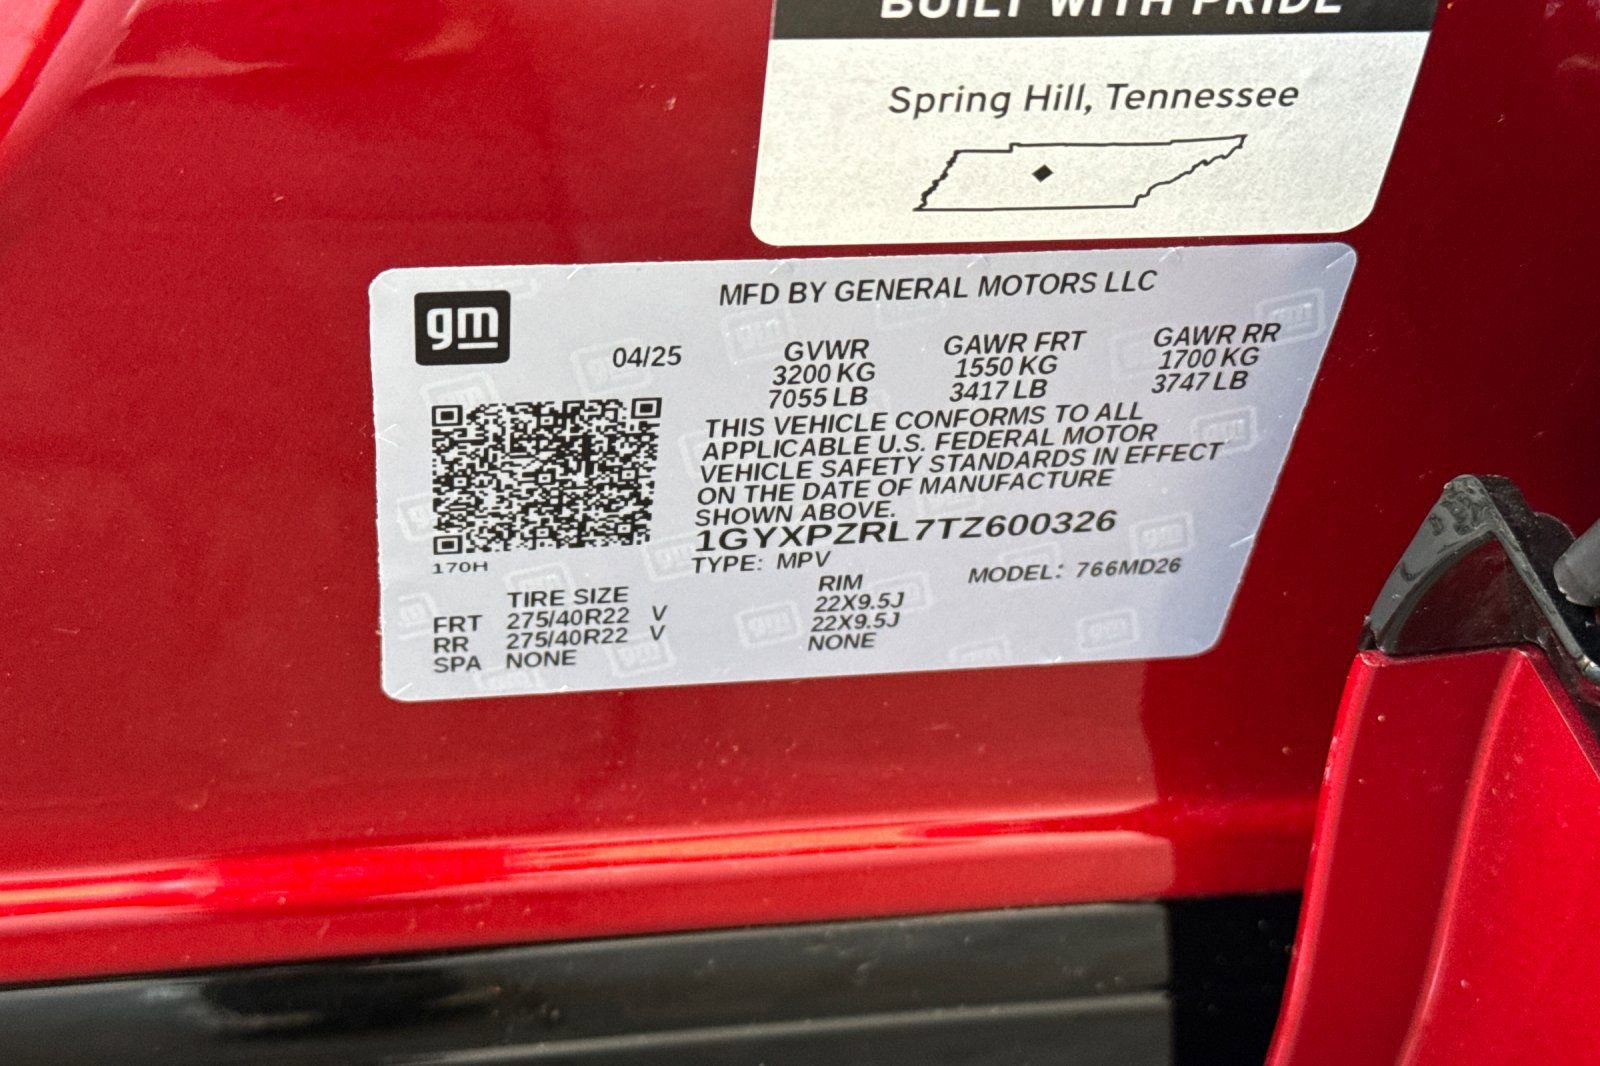 BUILT WITH PRIDE
Spring Hill, Tennessee
gm
MFD BY GENERAL MOTORS LLC
04/25
GVWR GAWR FRT GAWR RR
3200 KG 1550 KG 1700 KG
7055 LB 3417 LB 3747 LB
THIS VEHICLE CONFORMS TO ALL
APPLICABLE U.S. FEDERAL MOTOR
VEHICLE SAFETY STANDARDS IN EFFECT
ON THE DATE OF MANUFACTURE
SHOWN ABOVE.
1GYXPZRL7TZ600326
170H
TYPE: MPV MODEL: 766MD26
TIRE SIZE RIM
FRT 275/40R22 V 22X9.5J
RR 275/40R22 V 22X9.5J
SPA NONE NONE